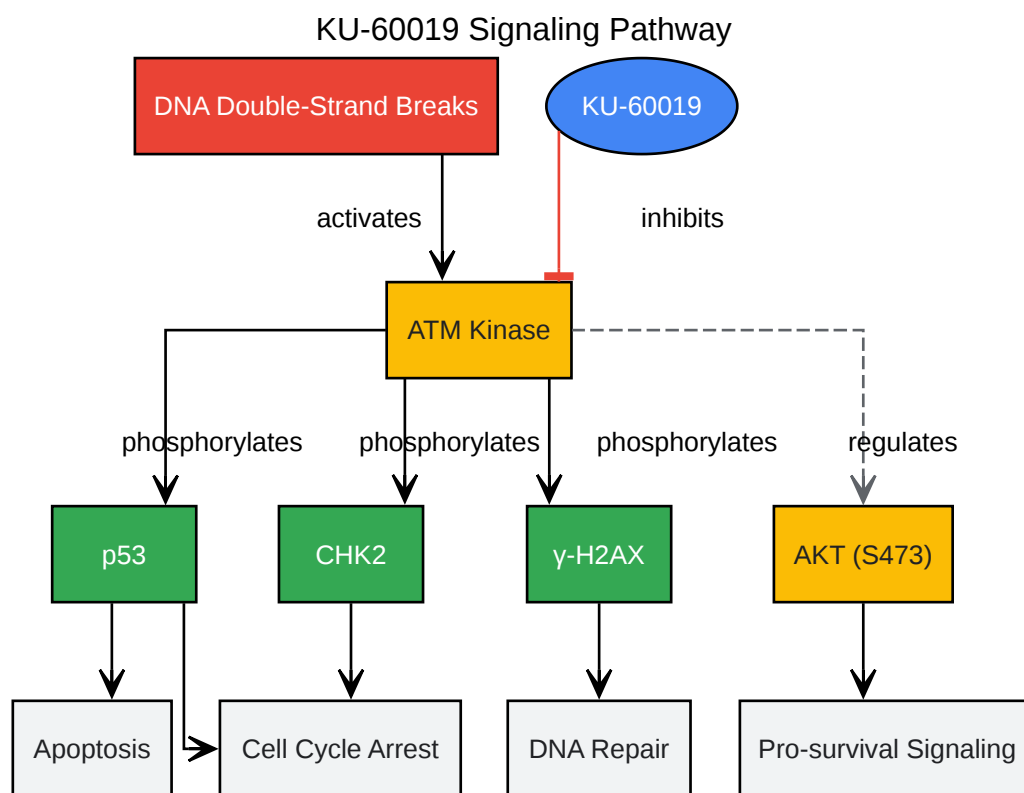 KU-60019 Signaling Pathway
DNA Double-Strand Breaks
KU-60019
activates
inhibits
ATM Kinase
phosphorylates
phosphorylates
phosphorylates
regulates
p53
CHK2
γ-H2AX
AKT (S473)
Apoptosis
Cell Cycle Arrest
DNA Repair
Pro-survival Signaling